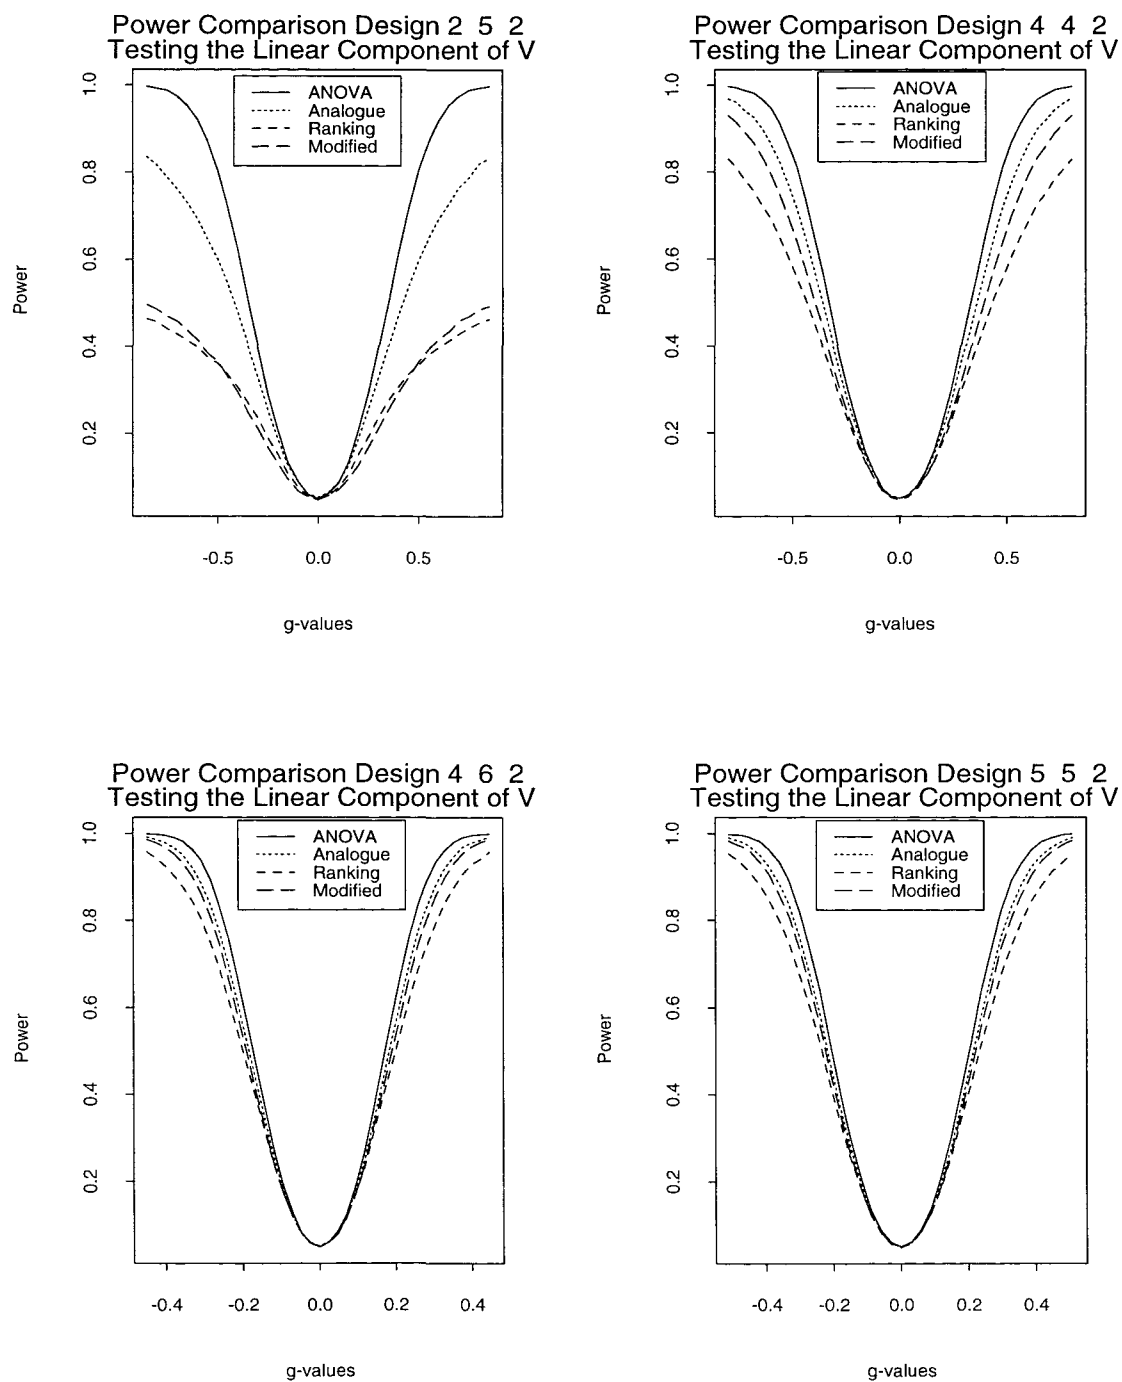 Power Comparison Design 2 5 2
Testing the Linear Component of V
ANOVA
Analogue
Ranking
Modified
1.0
0.8
0.6
0.4
0.2
Power
-0.5 0.0 0.5
g-values
Power Comparison Design 4 4 2
Testing the Linear Component of V
ANOVA
Analogue
Ranking
Modified
1.0
0.8
0.6
0.4
0.2
Power
-0.5 0.0 0.5
g-values
Power Comparison Design 4 6 2
Testing the Linear Component of V
ANOVA
Analogue
Ranking
Modified
1.0
0.8
0.6
0.4
0.2
Power
-0.4 -0.2 0.0 0.2 0.4
g-values
Power Comparison Design 5 5 2
Testing the Linear Component of V
ANOVA
Analogue
Ranking
Modified
1.0
0.8
0.6
0.4
0.2
Power
-0.4 -0.2 0.0 0.2 0.4
g-values